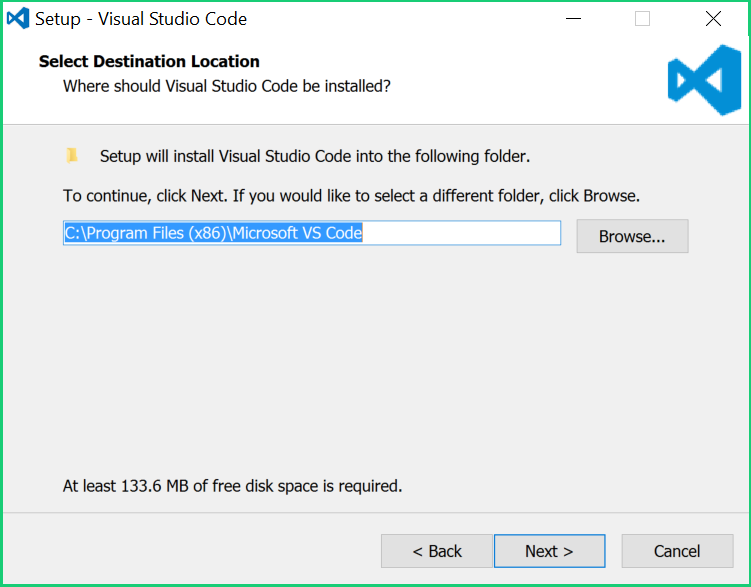 Setup - Visual Studio Code
Select Destination Location
Where should Visual Studio Code be installed?
Setup will install Visual Studio Code into the following folder.
To continue, click Next. If you would like to select a different folder, click Browse.
C:\Program Files (x86)\Microsoft VS Code
Browse...
At least 133.6 MB of free disk space is required.
< Back
Next >
Cancel